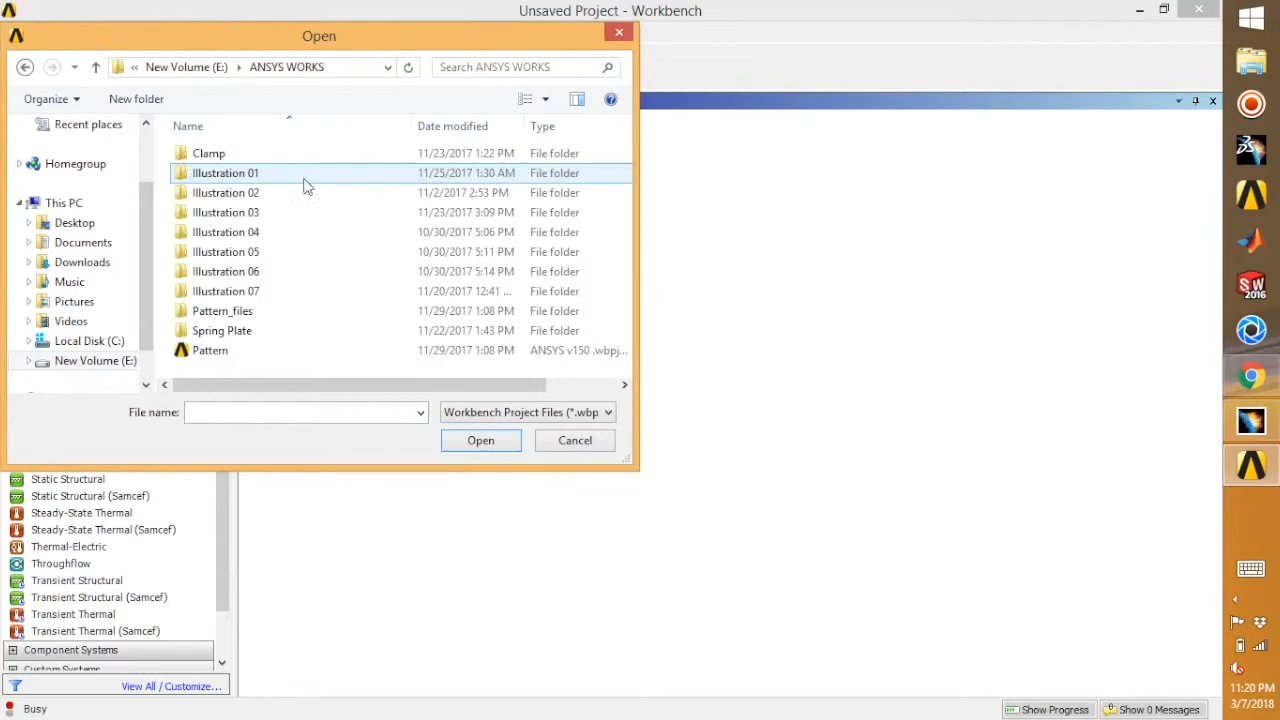 Unsaved Project - Workbench
Open
« New Volume (E:) ANSYS WORKS
Search ANSYS WORKS
Organize
New folder
Name
Date modified
Type
Recent places
Homegroup
This PC
Desktop
Documents
Downloads
Music
Pictures
Videos
Local Disk (C:)
New Volume (E:)
Clamp 11/23/2017 1:22 PM File folder
Illustration 01 11/25/2017 1:30 AM File folder
Illustration 02 11/2/2017 2:53 PM File folder
Illustration 03 11/23/2017 3:09 PM File folder
Illustration 04 10/30/2017 5:06 PM File folder
Illustration 05 10/30/2017 5:11 PM File folder
Illustration 06 10/30/2017 5:14 PM File folder
Illustration 07 11/20/2017 12:41 ... File folder
Pattern_files 11/29/2017 1:08 PM File folder
Spring Plate 11/22/2017 1:43 PM File folder
Pattern 11/29/2017 1:08 PM ANSYS v150 .wbpj...
File name:
Workbench Project Files (*.wbp
Open
Cancel
Static Structural
Static Structural (Samcef)
Steady-State Thermal
Steady-State Thermal (Samcef)
Thermal-Electric
Throughflow
Transient Structural
Transient Structural (Samcef)
Transient Thermal
Transient Thermal (Samcef)
Component Systems
Custom Systems
View All / Customize...
Busy
Show Progress
Show 0 Messages
SW
2016
11:20 PM
3/7/2018